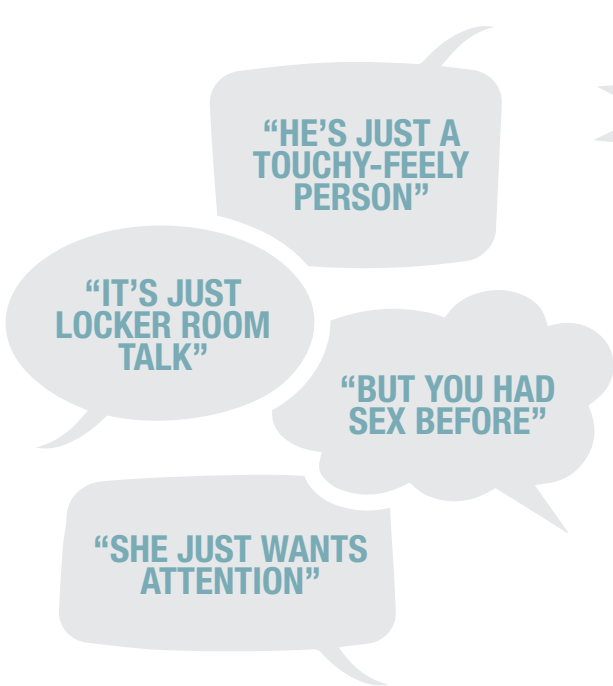 “HE’S JUST A
TOUCHY-FEELY
PERSON”
“IT’S JUST
LOCKER ROOM
TALK”
“BUT YOU HAD
SEX BEFORE”
“SHE JUST WANTS
ATTENTION”